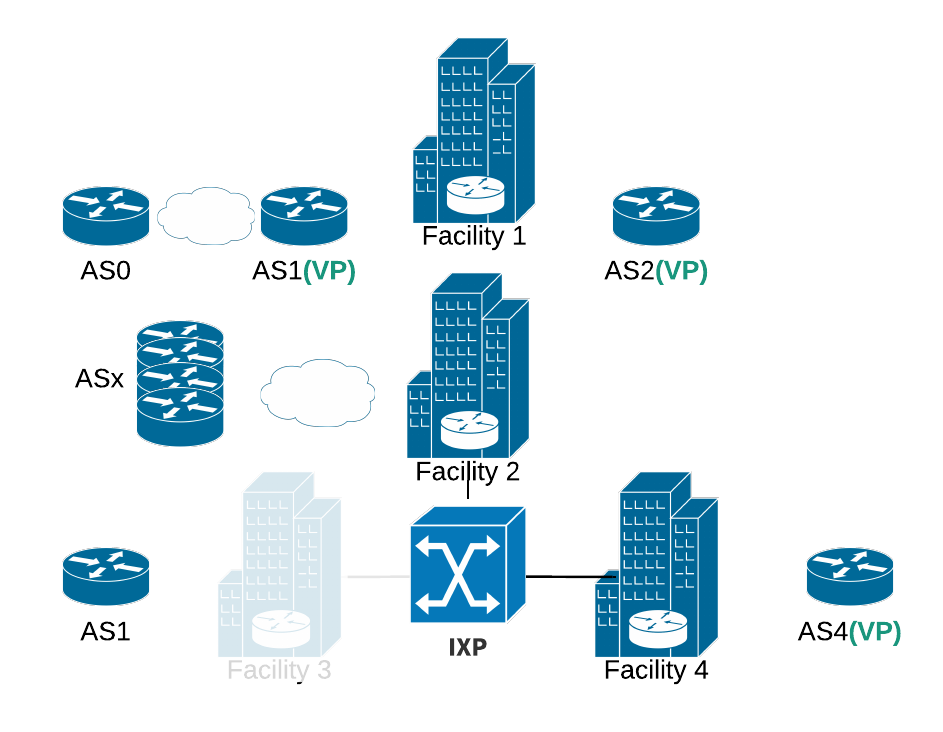 Facility 1
AS0
AS1(VP)
AS2(VP)
ASx
Facility 2
AS1
IXP
AS4(VP)
Facility 3
Facility 4